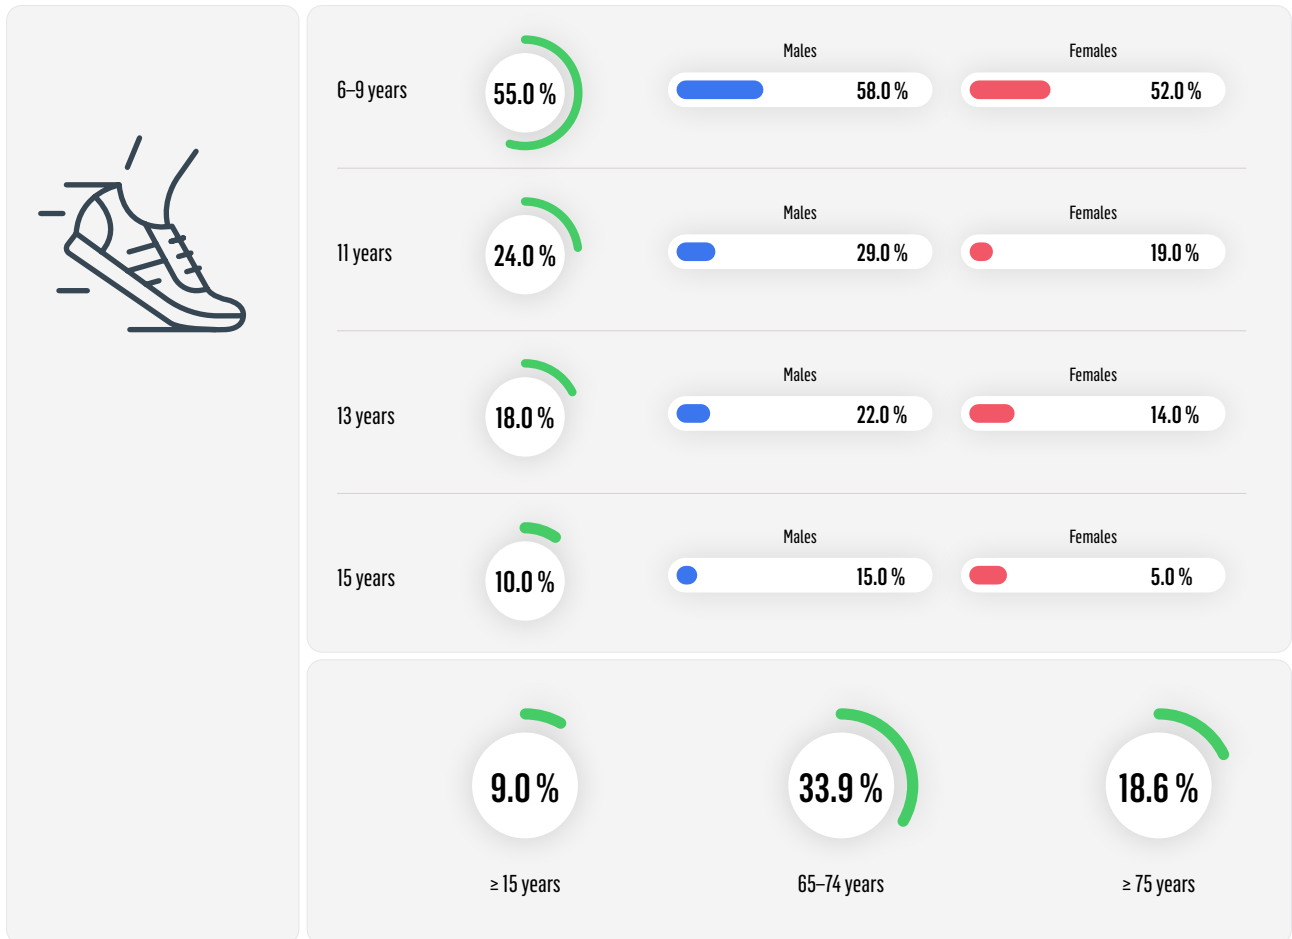 Males Females
6–9 years 55.0 % 58.0 % 52.0 %
Males Females
11 years 24.0 % 29.0 % 19.0 %
Males Females
13 years 18.0 % 22.0 % 14.0 %
Males Females
15 years 10.0 % 15.0 % 5.0 %
9.0 % 33.9 % 18.6 %
≥ 15 years 65–74 years ≥ 75 years